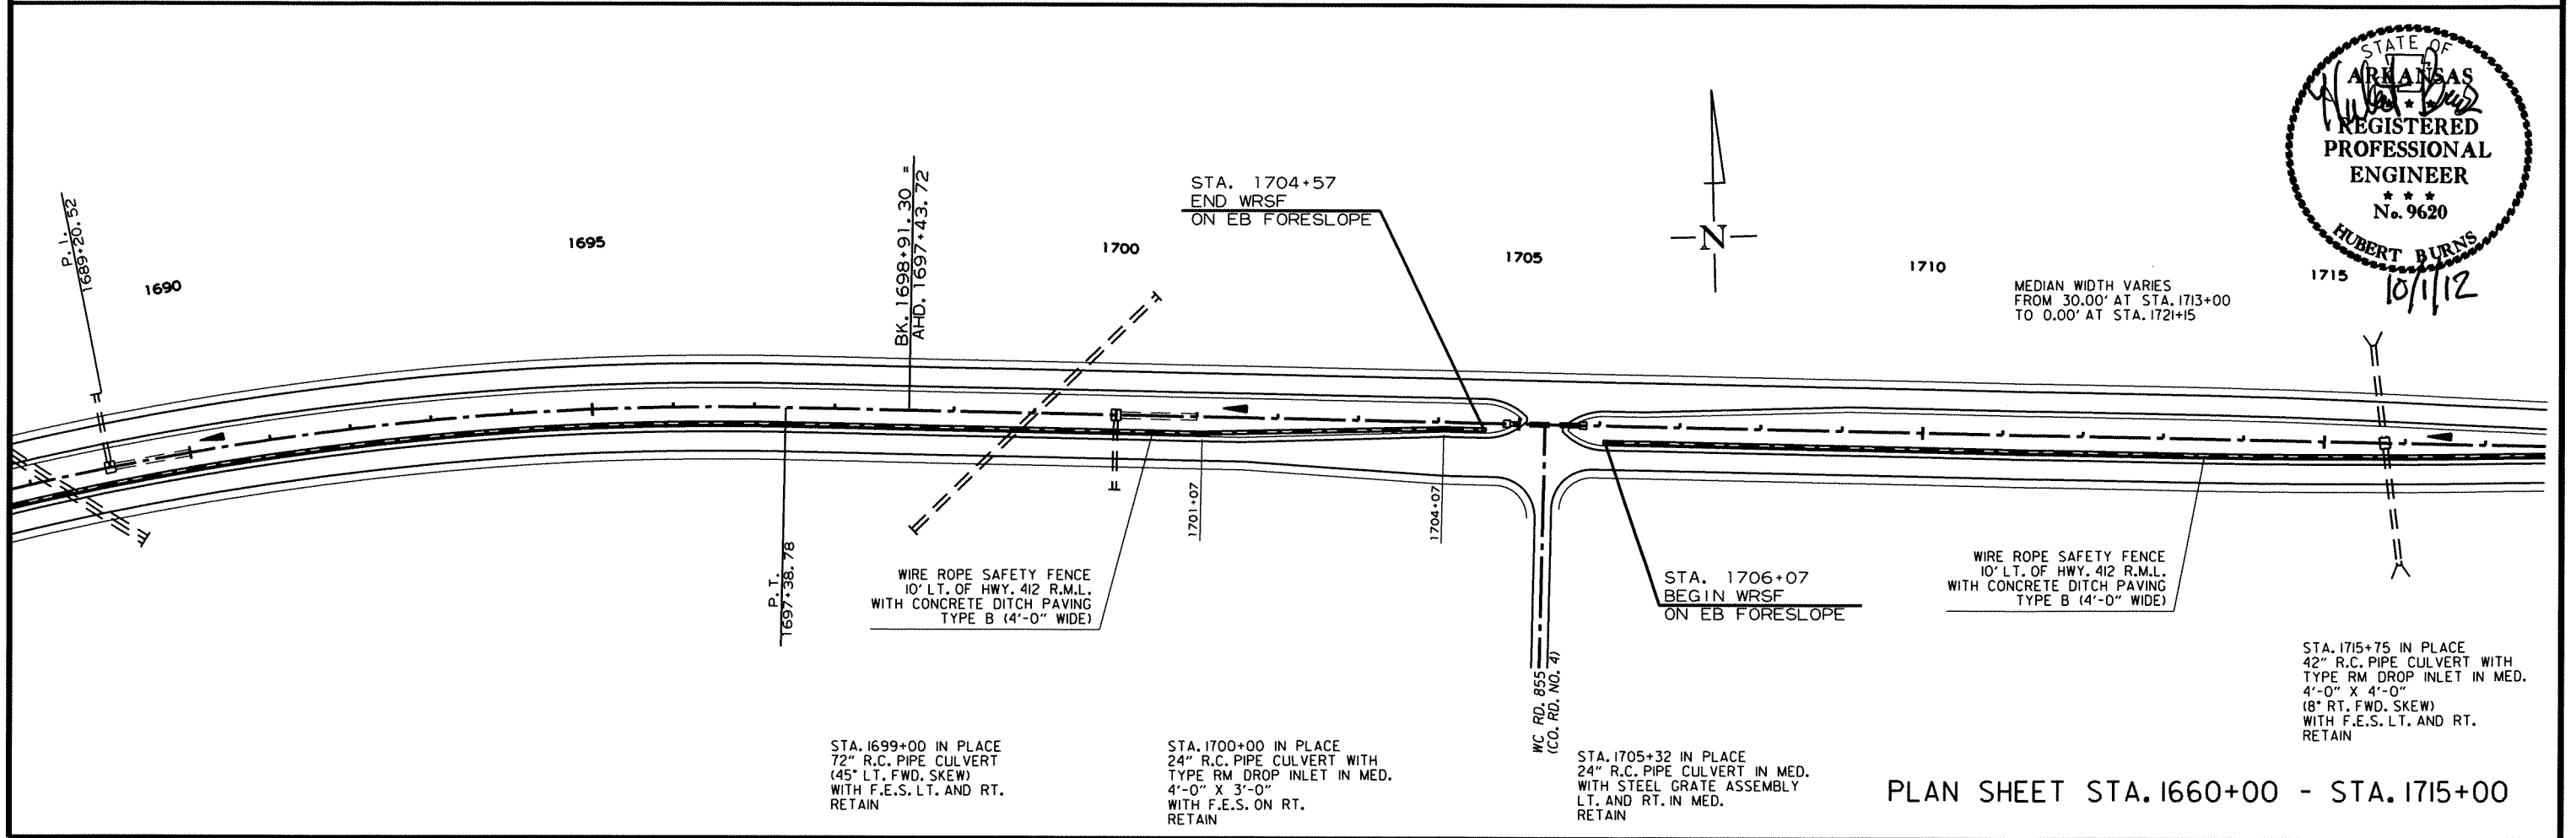 STATE OF
ARKANSAS
★ ★ ★
REGISTERED
PROFESSIONAL
ENGINEER
★ ★ ★
No. 9620
HUBERT BURNS
10/1/12
P. I.
1689+20.52
1690
1695
BK. 1698+91.30 =
AHD. 1697+43.72
1700
STA. 1704+57
END WRSF
ON EB FORESLOPE
1705
N
1710
MEDIAN WIDTH VARIES
FROM 30.00' AT STA. 1713+00
TO 0.00' AT STA. 1721+15
1715
P. T.
1697+38.78
WIRE ROPE SAFETY FENCE
10' LT. OF HWY. 412 R.M.L.
WITH CONCRETE DITCH PAVING
TYPE B (4'-0" WIDE)
1701+07
1704+07
WC RD. 855
(CO. RD. NO. 4)
STA. 1706+07
BEGIN WRSF
ON EB FORESLOPE
WIRE ROPE SAFETY FENCE
10' LT. OF HWY. 412 R.M.L.
WITH CONCRETE DITCH PAVING
TYPE B (4'-0" WIDE)
STA. 1699+00 IN PLACE
72" R.C. PIPE CULVERT
(45° LT. FWD. SKEW)
WITH F.E.S. LT. AND RT.
RETAIN
STA. 1700+00 IN PLACE
24" R.C. PIPE CULVERT WITH
TYPE RM DROP INLET IN MED.
4'-0" X 3'-0"
WITH F.E.S. ON RT.
RETAIN
STA. 1705+32 IN PLACE
24" R.C. PIPE CULVERT IN MED.
WITH STEEL GRATE ASSEMBLY
LT. AND RT. IN MED.
RETAIN
STA. 1715+75 IN PLACE
42" R.C. PIPE CULVERT WITH
TYPE RM DROP INLET IN MED.
4'-0" X 4'-0"
(8° RT. FWD. SKEW)
WITH F.E.S. LT. AND RT.
RETAIN
PLAN SHEET STA. 1660+00 - STA. 1715+00